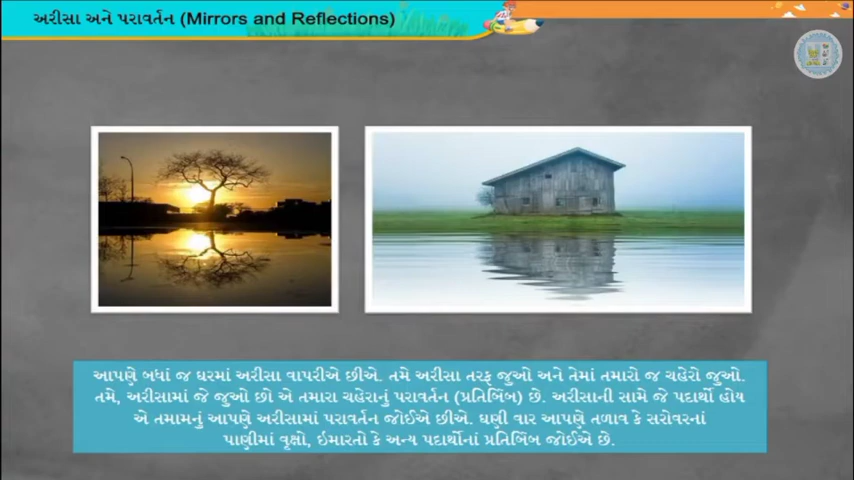 અરીસા અને પરાવર્તન (Mirrors and Reflections)
આપણે બધાં જ ઘરમાં અરીસા વાપરીએ છીએ. તમે અરીસા તરફ જુઓ અને તેમાં તમારો જ ચહેરો જુઓ.
તમે, અરીસામાં જે જુઓ છો એ તમારા ચહેરાનું પરાવર્તન (પ્રતિબિંબ) છે. અરીસાની સામે જે પદાર્થો હોય
એ તમામનું આપણે અરીસામાં પરાવર્તન જોઈએ છીએ. ઘણી વાર આપણે તળાવ કે સરોવરનાં
પાણીમાં વૃક્ષો, ઇમારતો કે અન્ય પદાર્થોનાં પ્રતિબિંબ જોઈએ છે.